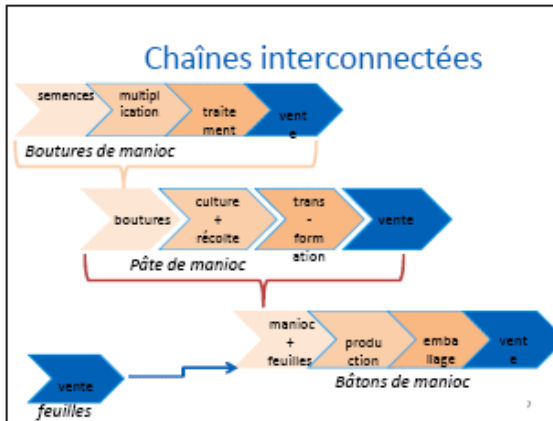 Chaînes interconnectées
semences
multipl
ication
traite
ment
vent
e
Boutures de manioc
boutures
culture
+
récolte
trans
-
form
ation
vente
Pâte de manioc
manioc
+
feuilles
produ
ction
emba
llage
vent
e
Bâtons de manioc
vente
feuilles